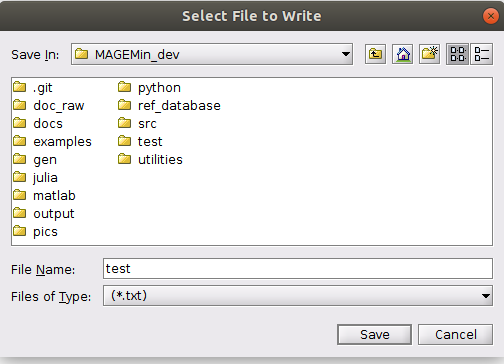 Select File to Write
Save In: MAGEMin_dev
.git python
doc_raw ref_database
docs src
examples test
gen utilities
julia
matlab
output
pics
File Name: test
Files of Type: (*.txt)
Save Cancel